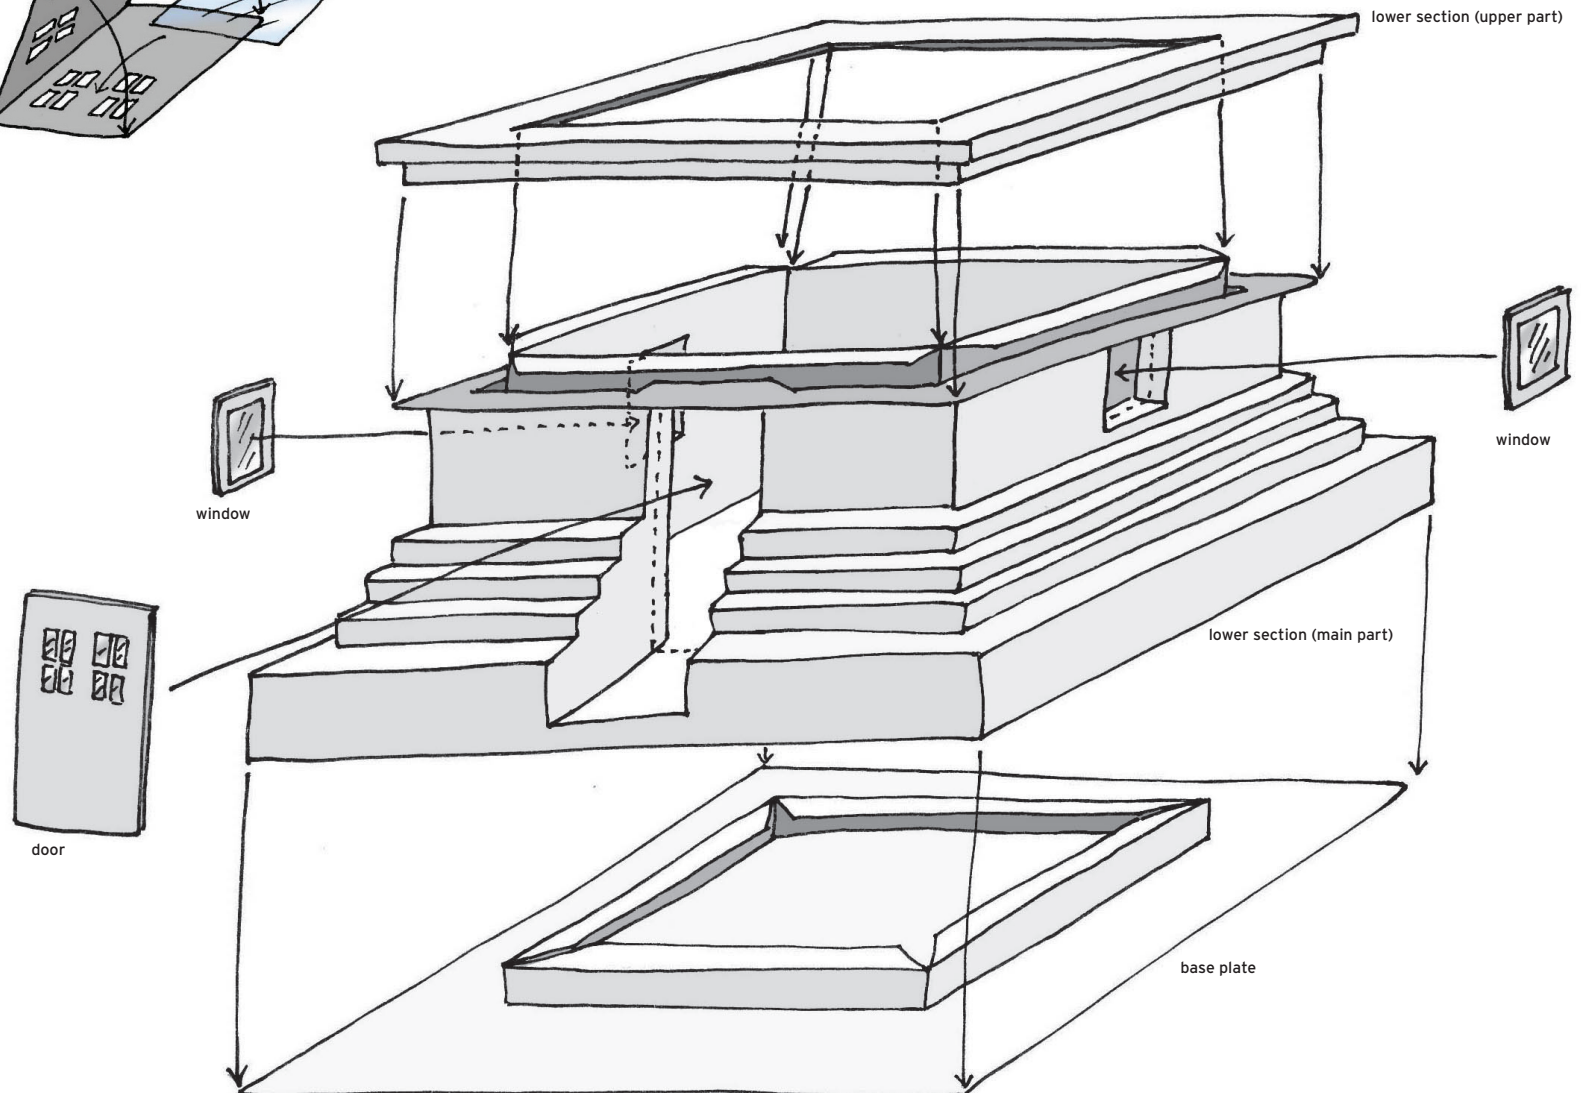 lower section (upper part)
window
window
lower section (main part)
door
base plate